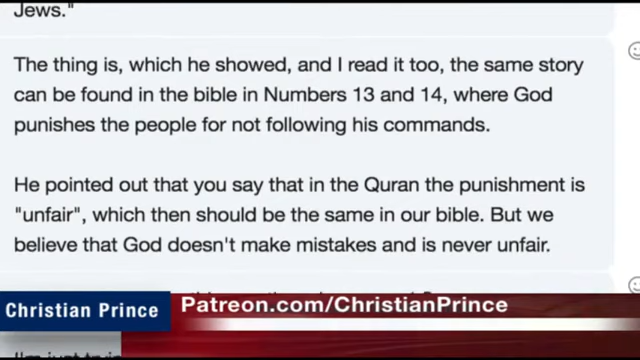 Jews."
The thing is, which he showed, and I read it too, the same story
can be found in the bible in Numbers 13 and 14, where God
punishes the people for not following his commands.
He pointed out that you say that in the Quran the punishment is
"unfair", which then should be the same in our bible. But we
believe that God doesn't make mistakes and is never unfair.
Christian Prince
Patreon.com/ChristianPrince